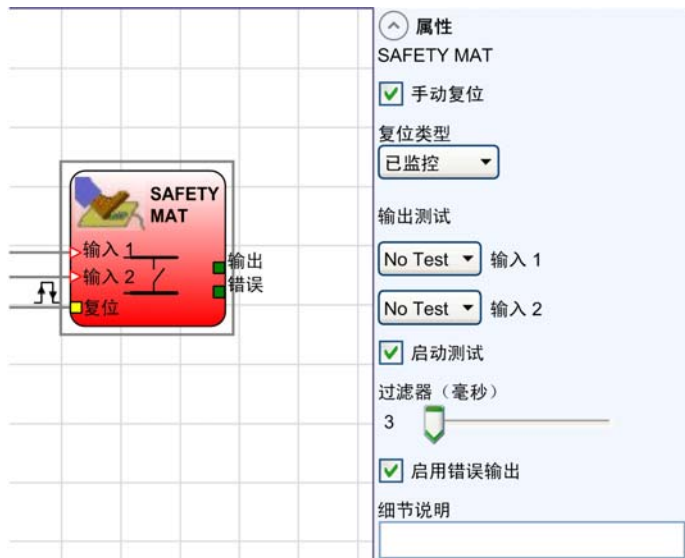 SAFETY
MAT
输入 1
输入 2
复位
输出
错误
属性
SAFETY MAT
手动复位
复位类型
已监控
输出测试
No Test 输入 1
No Test 输入 2
启动测试
过滤器（毫秒）
3
启用错误输出
细节说明